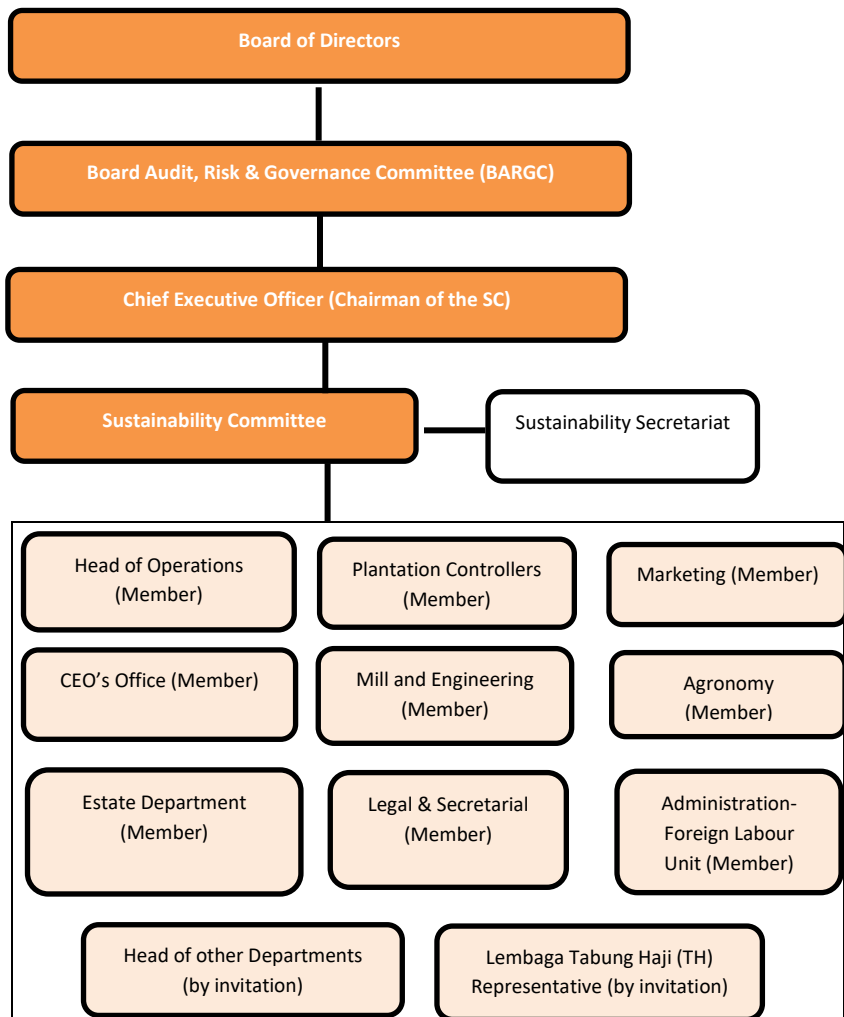 Board of Directors
Board Audit, Risk & Governance Committee (BARGC)
Chief Executive Officer (Chairman of the SC)
Sustainability Committee
Sustainability Secretariat
Head of Operations
(Member)
Plantation Controllers
(Member)
Marketing (Member)
CEO’s Office (Member)
Mill and Engineering
(Member)
Agronomy
(Member)
Estate Department
(Member)
Legal & Secretarial
(Member)
Administration-
Foreign Labour
Unit (Member)
Head of other Departments
(by invitation)
Lembaga Tabung Haji (TH)
Representative (by invitation)